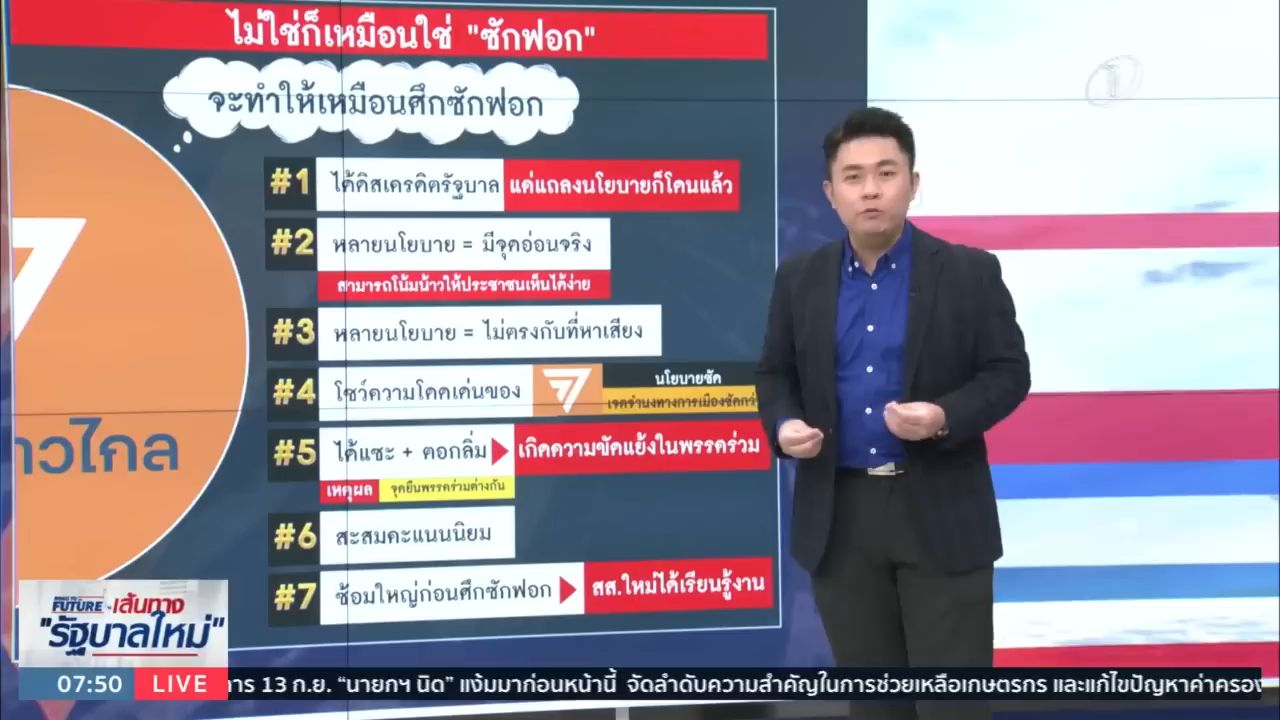 ไม่ใช่ก็เหมือนใช่ "ซักฟอก"
จะทำให้เหมือนศึกซักฟอก
#1 ได้ดิสเครดิตรัฐบาล แค่แถลงนโยบายก็โดนแล้ว
#2 หลายนโยบาย = มีจุดอ่อนจริง
สามารถโน้มน้าวให้ประชาชนเห็นได้ง่าย
#3 หลายนโยบาย = ไม่ตรงกับที่หาเสียง
#4 โชว์ความโดดเด่นของ
นโยบายชัด
#5 ได้แซะ + ตอกลิ่ม เกิดความขัดแย้งในพรรคร่วม
เหตุผล จุดยืนพรรคร่วมต่างกัน
#6 สะสมคะแนนนิยม
#7 ซ้อมใหญ่ก่อนศึกซักฟอก สส.ใหม่ได้เรียนรู้งาน
าวไกล
FUTURE เส้นทาง
"รัฐบาลใหม่"
07:50 LIVE การ 13 ก.ย. “นายกฯ นิด” แง้มมาก่อนหน้านี้ จัดลำดับความสำคัญในการช่วยเหลือเกษตรกร และแก้ไขปัญหาค่าครอง